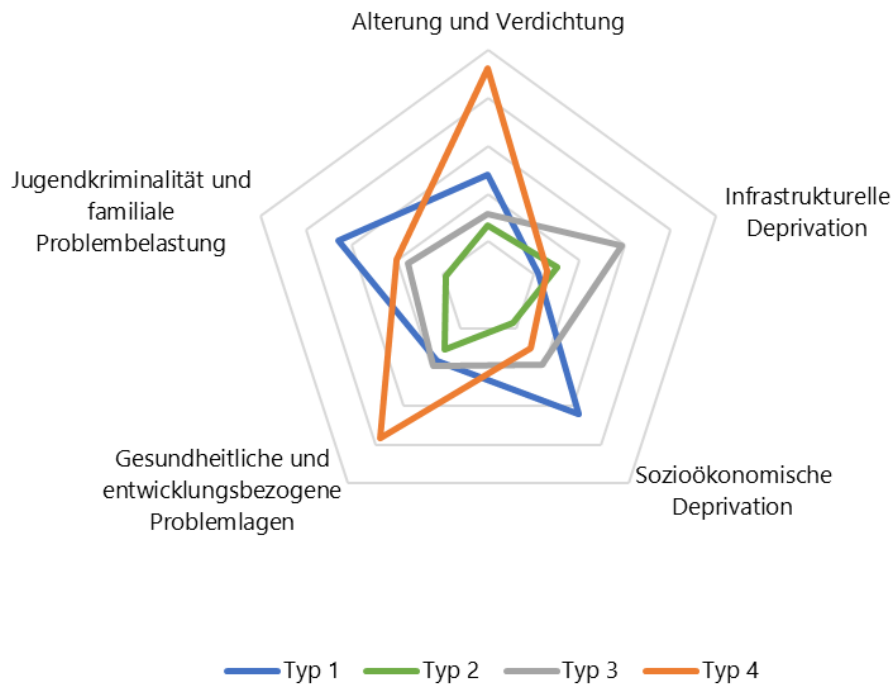 Alterung und Verdichtung
Infrastrukturelle
Deprivation
Sozioökonomische
Deprivation
Gesundheitliche und
entwicklungsbezogene
Problemlagen
Jugendkriminalität und
familiale
Problembelastung
Typ 1 Typ 2 Typ 3 Typ 4